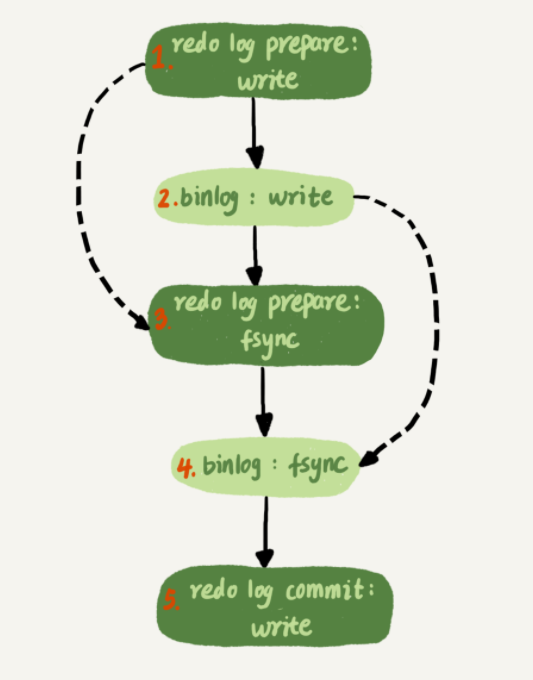 1. redo log prepare:
write
2. binlog : write
3. redo log prepare:
fsync
4. binlog : fsync
5. redo log commit:
write